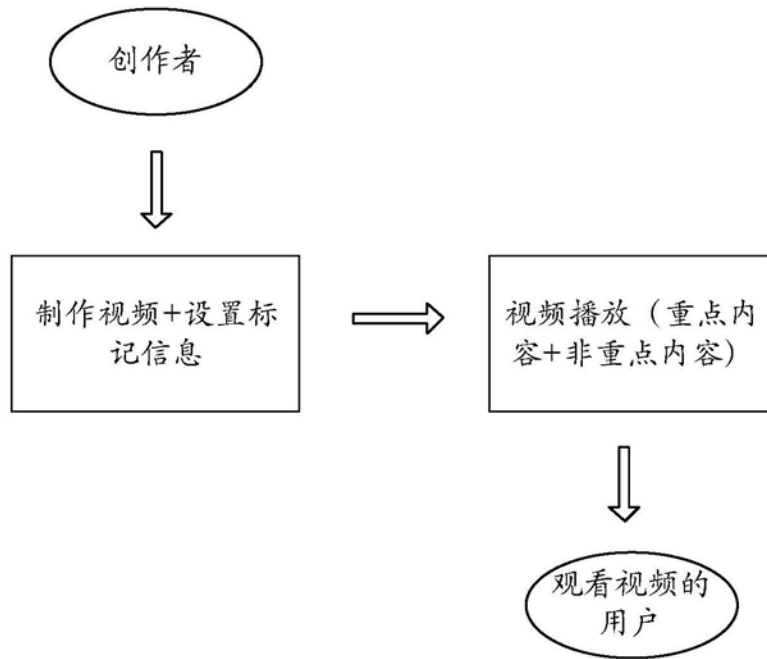 创作者
制作视频+设置标
记信息
视频播放（重点内
容+非重点内容）
观看视频的
用户